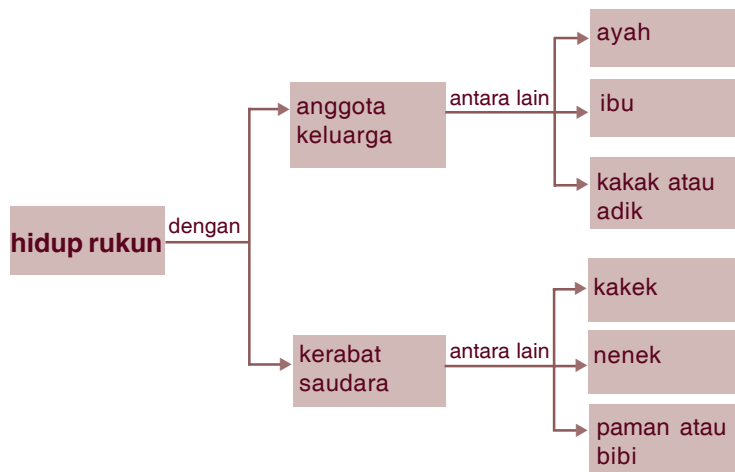 hidup rukun
dengan
anggota
keluarga
antara lain
ayah
ibu
kakak atau
adik
kerabat
saudara
antara lain
kakek
nenek
paman atau
bibi